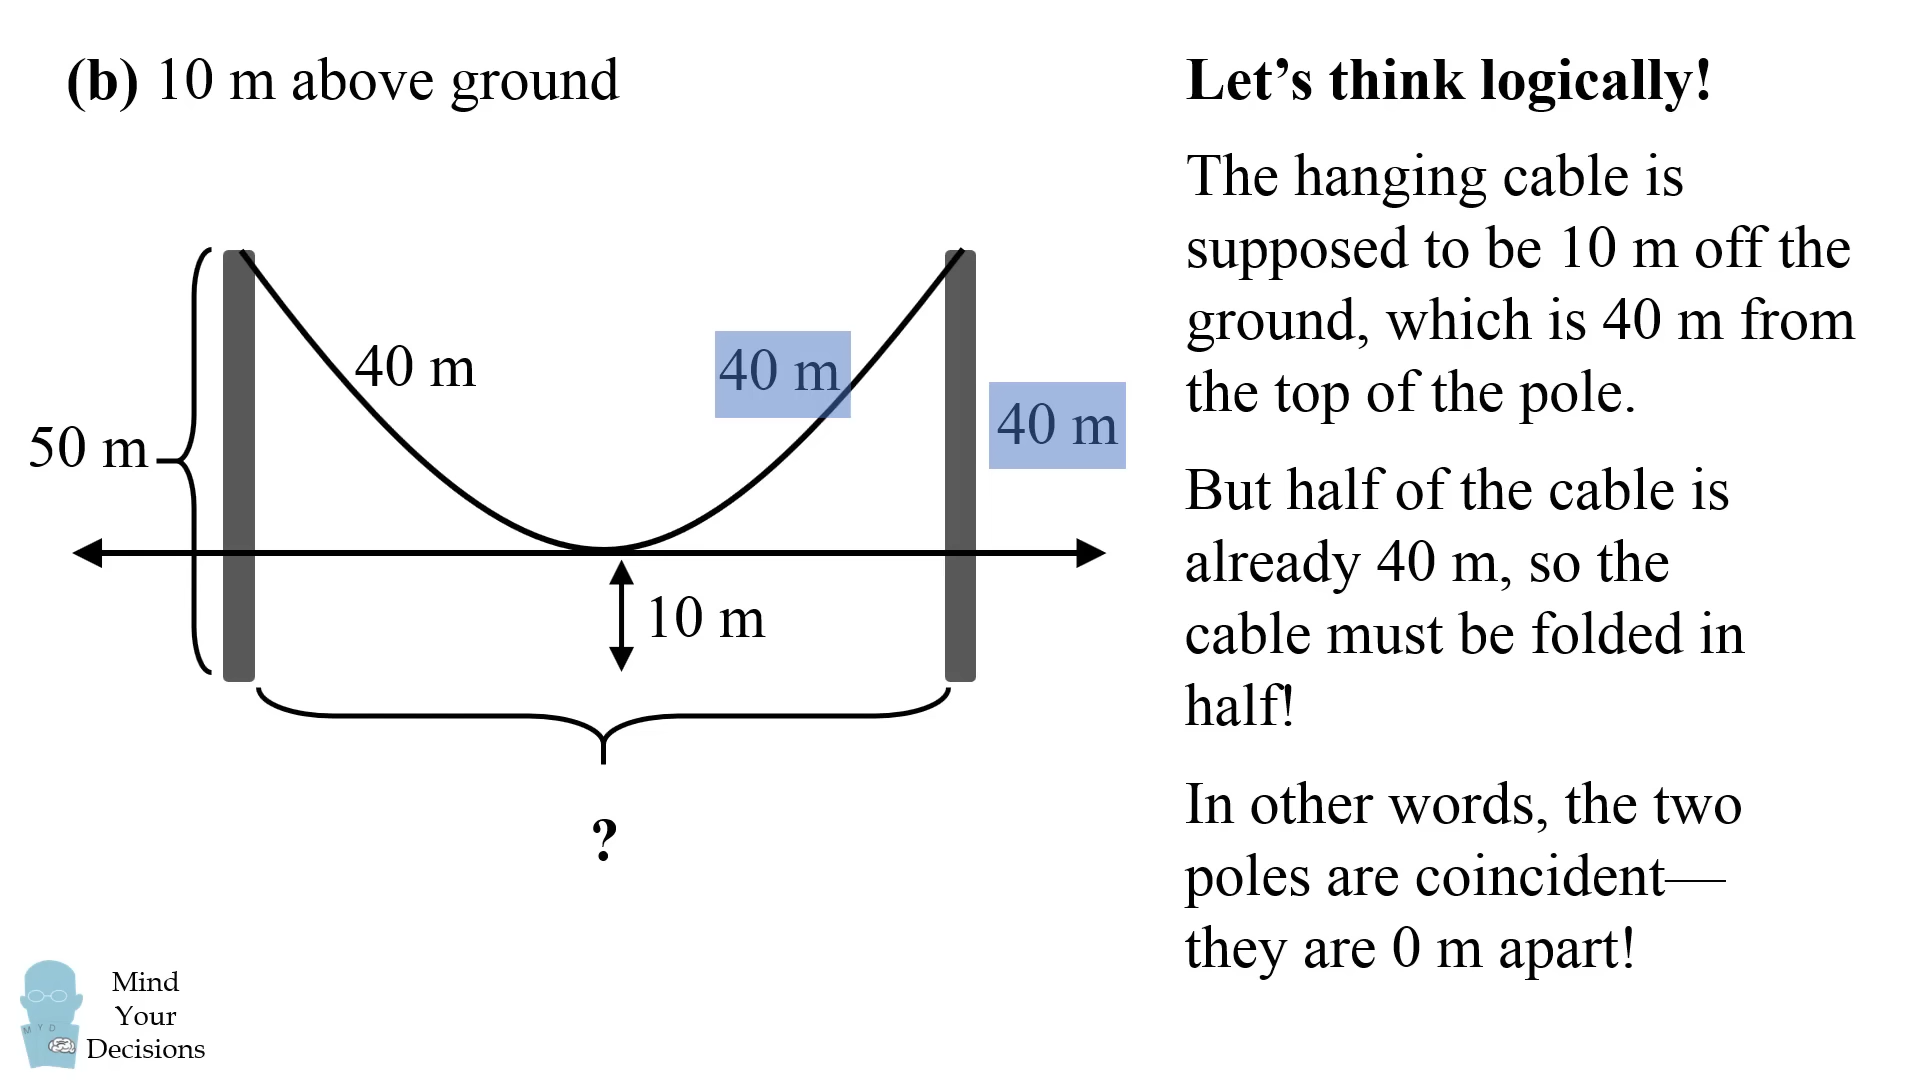 (b) 10 m above ground
40 m
40 m
40 m
50 m
10 m
?
Let’s think logically!
The hanging cable is
supposed to be 10 m off the
ground, which is 40 m from
the top of the pole.
But half of the cable is
already 40 m, so the
cable must be folded in
half!
In other words, the two
poles are coincident—
they are 0 m apart!
M Y D
Mind
Your
Decisions